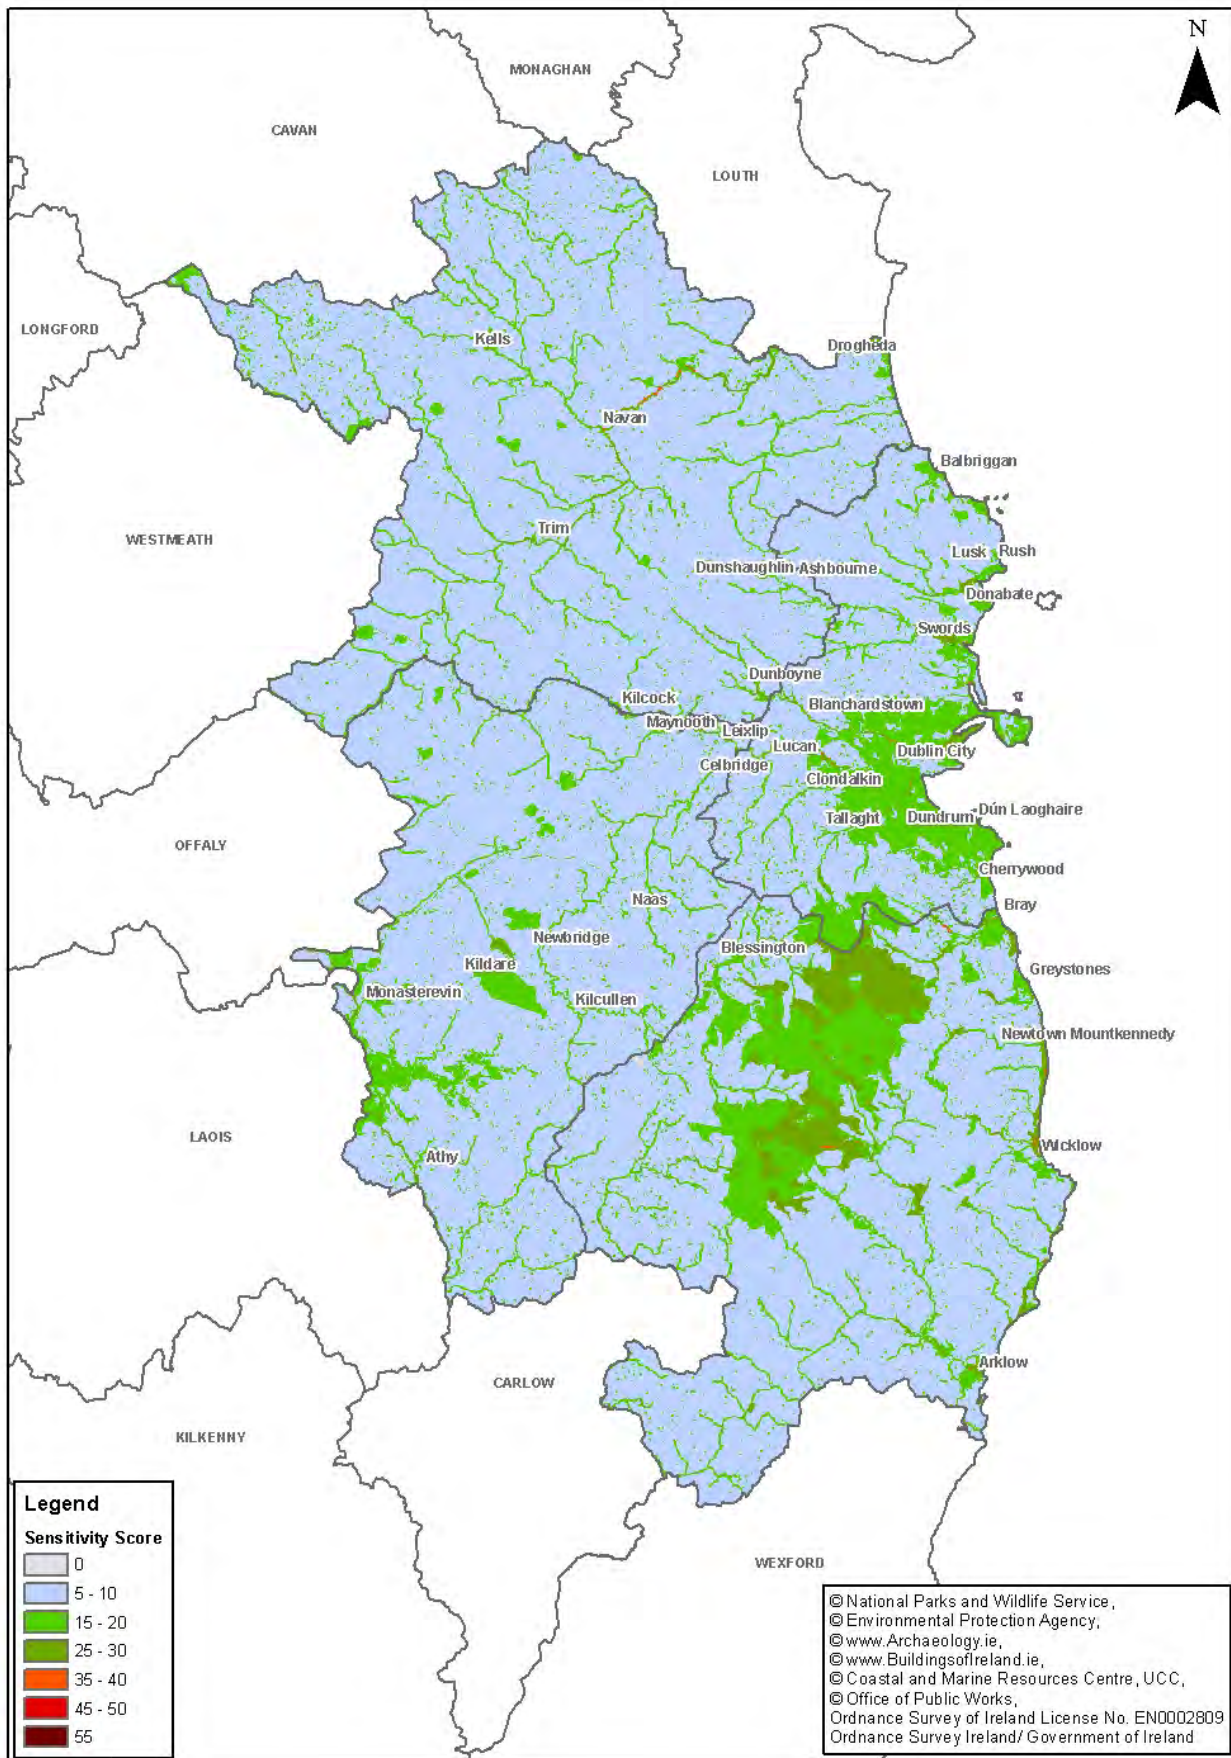 N
MONAGHAN
CAVAN
LOUTH
LONGFORD
Kells
Drogheda
Navan
Balbriggan
WESTMEATH
Trim
Lusk
Rush
Dunshaughlin
Ashbourne
Donabate
Swords
Dunboyne
Kilcock
Blanchardstown
Maynooth
Leixlip
Lucan
Dublin City
Celbridge
Clondalkin
Dún Laoghaire
Tallaght
Dundrum
OFFALY
Cherrywood
Naas
Bray
Newbridge
Blessington
Kildare
Greystones
Monasterevin
Kilcullen
Newtown Mountkennedy
LAOIS
Wicklow
Athy
Arklow
CARLOW
KILKENNY
WEXFORD
Legend
Sensitivity Score
0
5 - 10
15 - 20
25 - 30
35 - 40
45 - 50
55
© National Parks and Wildlife Service,
© Environmental Protection Agency,
© www.Archaeology.ie,
© www.BuildingsofIreland.ie,
© Coastal and Marine Resources Centre, UCC,
© Office of Public Works,
Ordnance Survey of Ireland License No. EN0002809
Ordnance Survey Ireland/ Government of Ireland